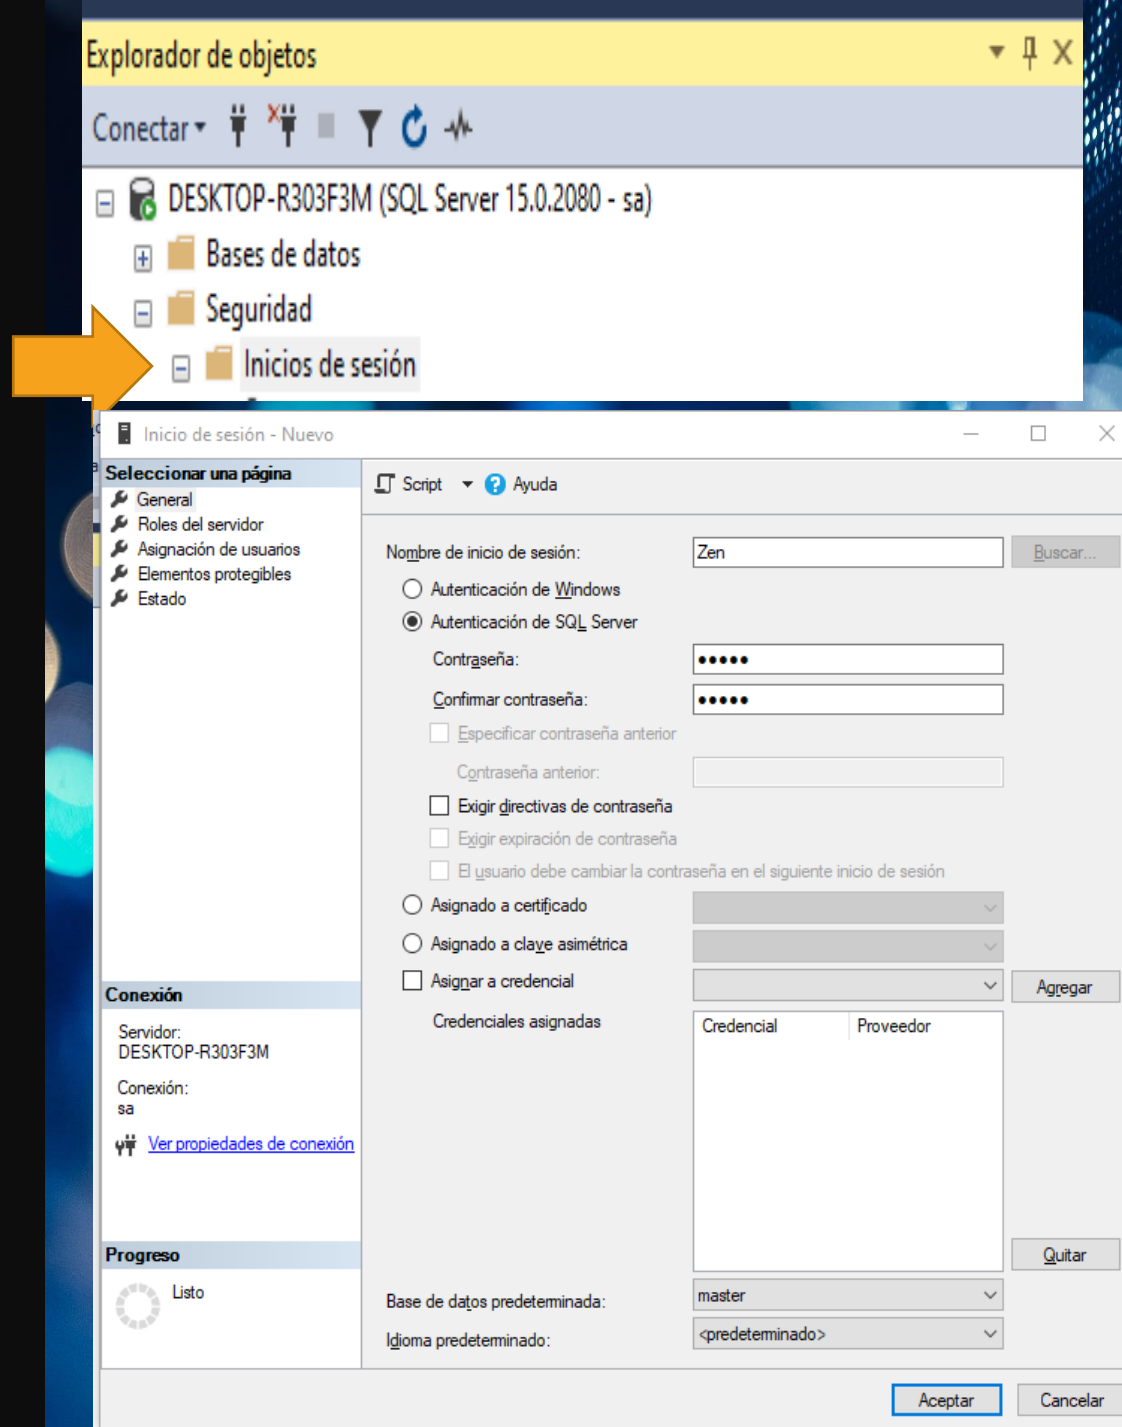 Explorador de objetos
Conectar
DESKTOP-R303F3M (SQL Server 15.0.2080 - sa)
Bases de datos
Seguridad
Inicios de sesión
Inicio de sesión - Nuevo
Seleccionar una página
General
Roles del servidor
Asignación de usuarios
Elementos protegibles
Estado
Script Ayuda
Nombre de inicio de sesión: Zen Buscar...
Autenticación de Windows
Autenticación de SQL Server
Contraseña: •••••
Confirmar contraseña: •••••
Especificar contraseña anterior
Contraseña anterior:
Exigir directivas de contraseña
Exigir expiración de contraseña
El usuario debe cambiar la contraseña en el siguiente inicio de sesión
Asignado a certificado
Asignado a clave asimétrica
Asignar a credencial Agregar
Credenciales asignadas Credencial Proveedor
Quitar
Base de datos predeterminada: master
Idioma predeterminado: <predeterminado>
Conexión
Servidor:
DESKTOP-R303F3M
Conexión:
sa
Ver propiedades de conexión
Progreso
Listo
Aceptar Cancelar